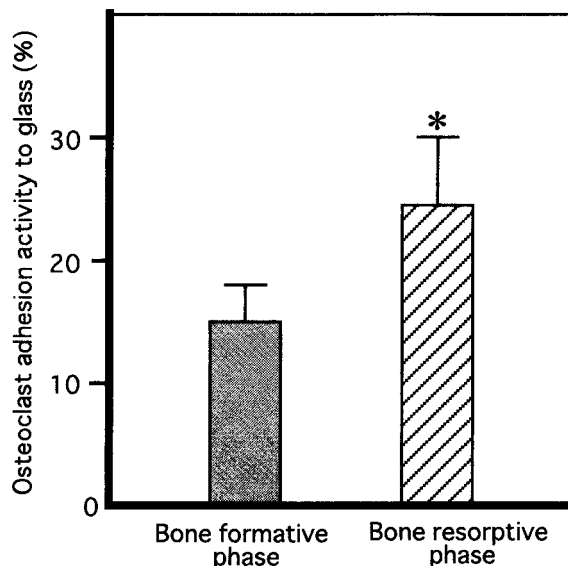 Osteoclast adhesion activity to glass (%)
30
20
10
0
*
Bone formative
phase
Bone resorptive
phase